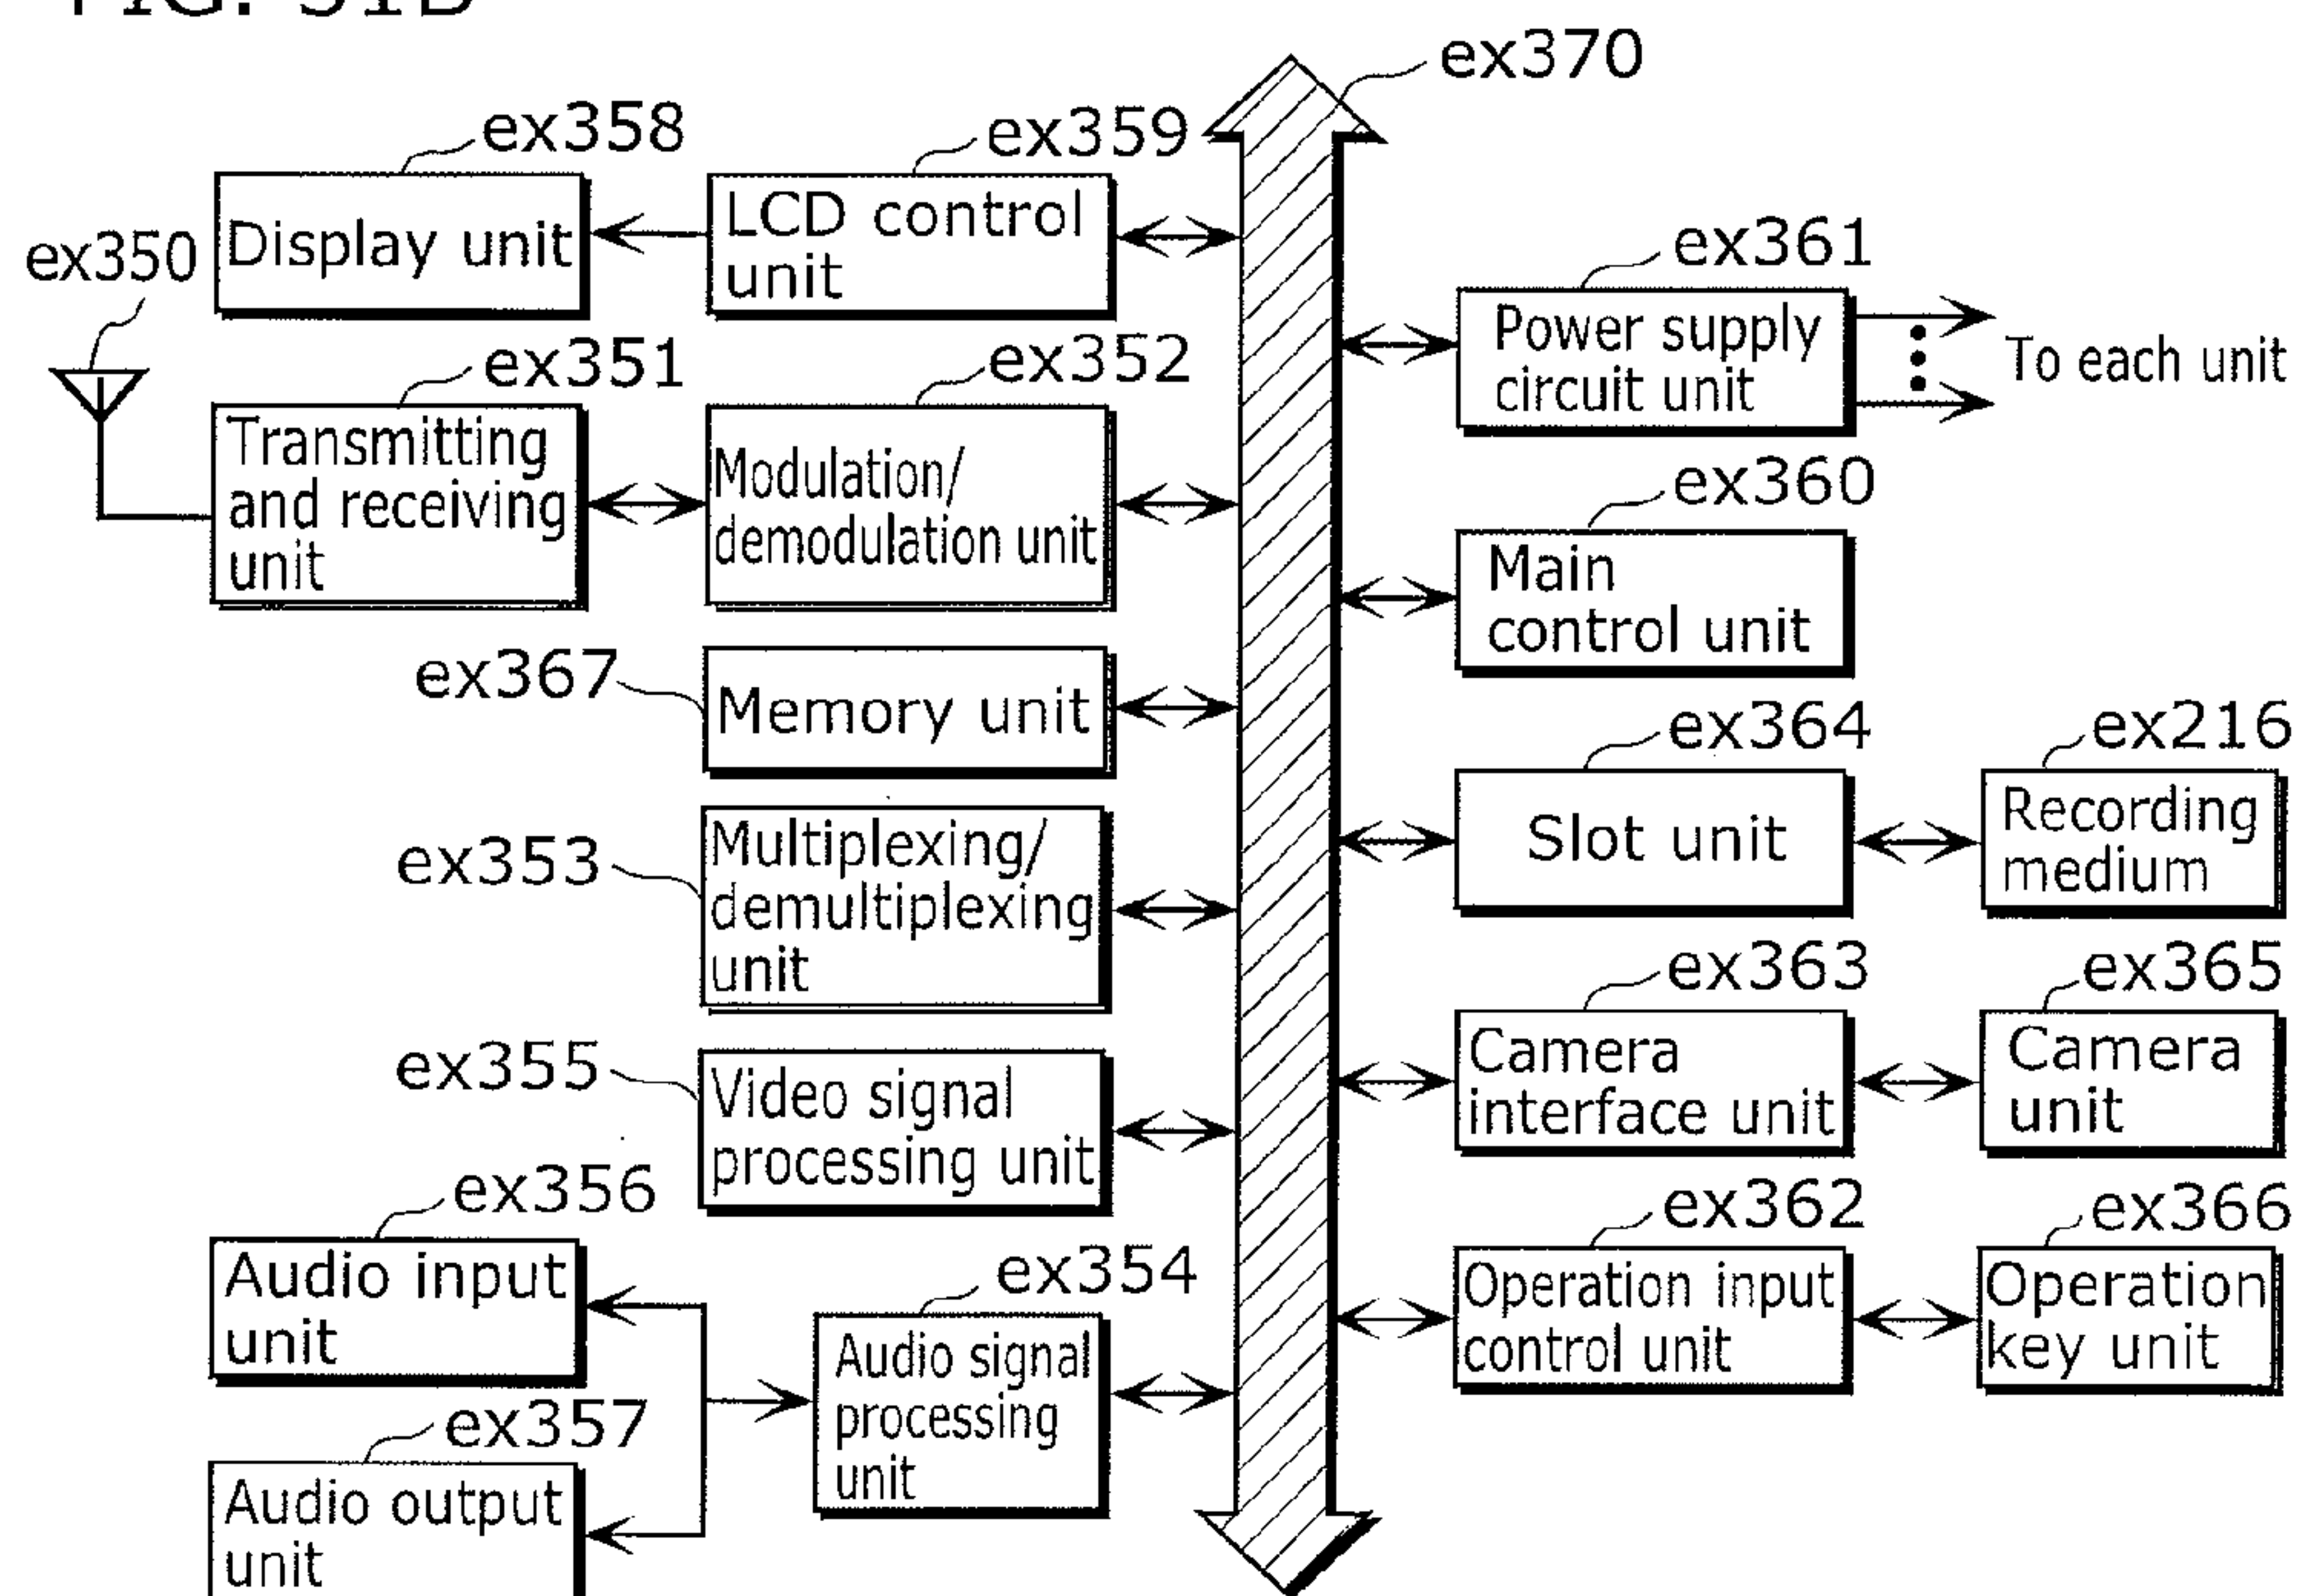 FIG. 31B
ex370
ex358
ex359
Display unit
LCD control
unit
ex350
ex361
Power supply
circuit unit
To each unit
ex351
ex352
Transmitting
and receiving
unit
Modulation/
demodulation unit
ex360
Main
control unit
ex367
Memory unit
ex364
ex216
Slot unit
Recording
medium
ex353
Multiplexing/
demultiplexing
unit
ex363
ex365
Camera
interface unit
Camera
unit
ex355
Video signal
processing unit
ex356
Audio input
unit
ex362
ex366
Operation input
control unit
Operation
key unit
ex354
Audio signal
processing
unit
ex357
Audio output
unit